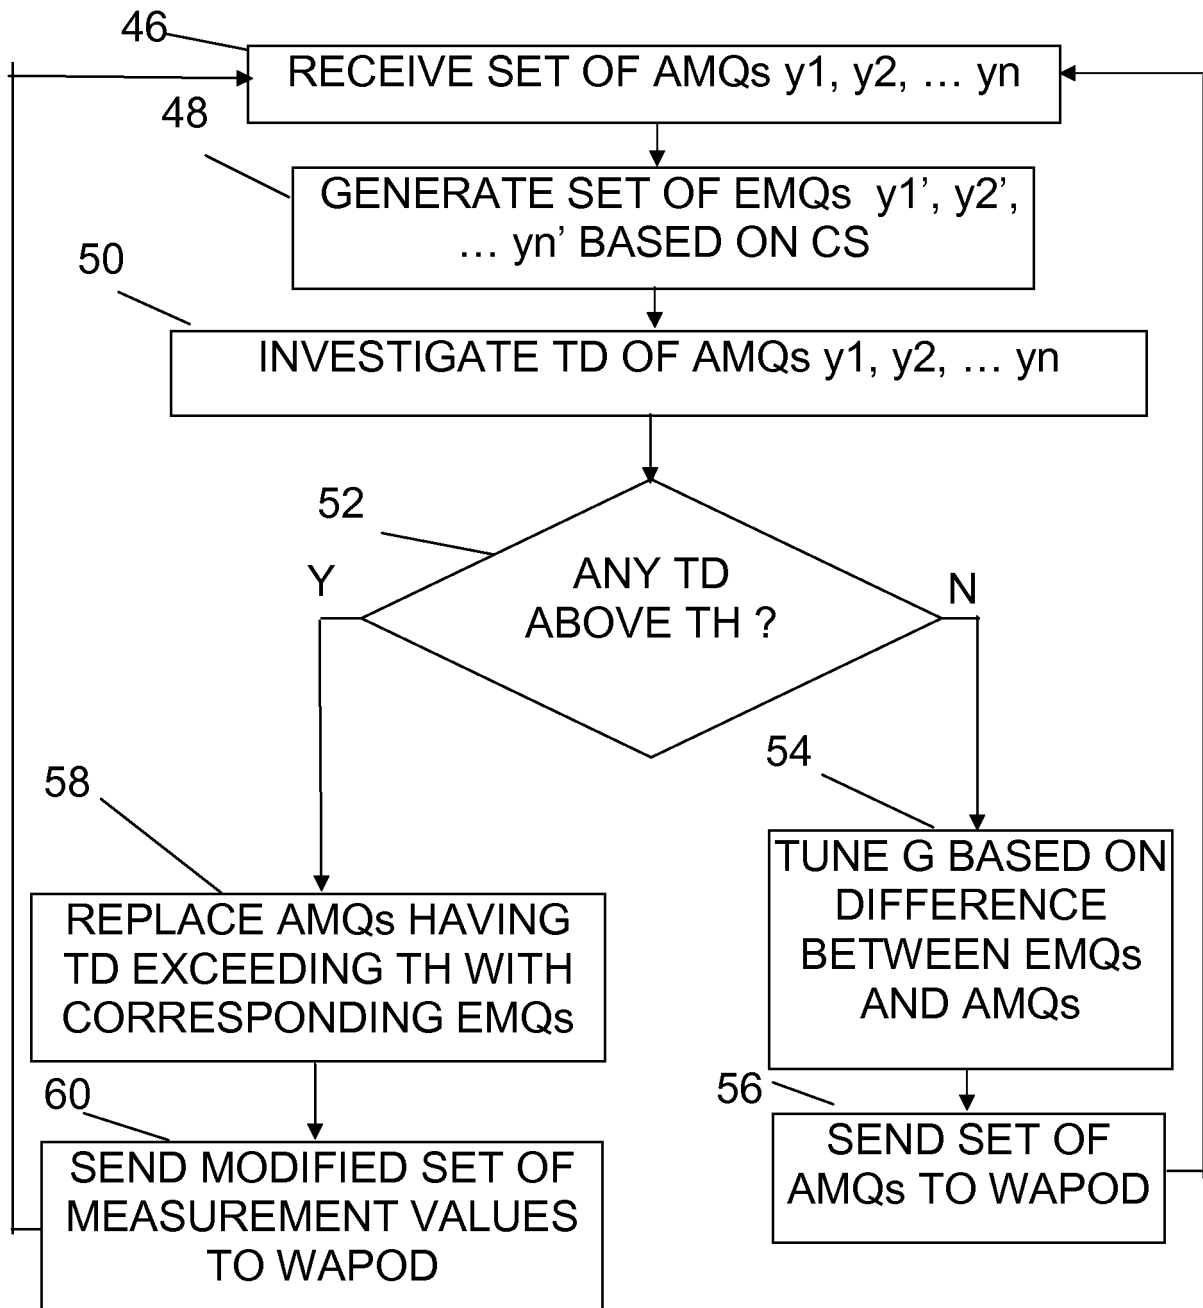 46
RECEIVE SET OF AMQs y1, y2, ... yn
48
GENERATE SET OF EMQs y1', y2',
... yn' BASED ON CS
50
INVESTIGATE TD OF AMQs y1, y2, ... yn
52
ANY TD
ABOVE TH ?
Y
N
54
TUNE G BASED ON
DIFFERENCE
BETWEEN EMQs
AND AMQs
58
REPLACE AMQs HAVING
TD EXCEEDING TH WITH
CORRESPONDING EMQs
56
SEND SET OF
AMQs TO WAPOD
60
SEND MODIFIED SET OF
MEASUREMENT VALUES
TO WAPOD